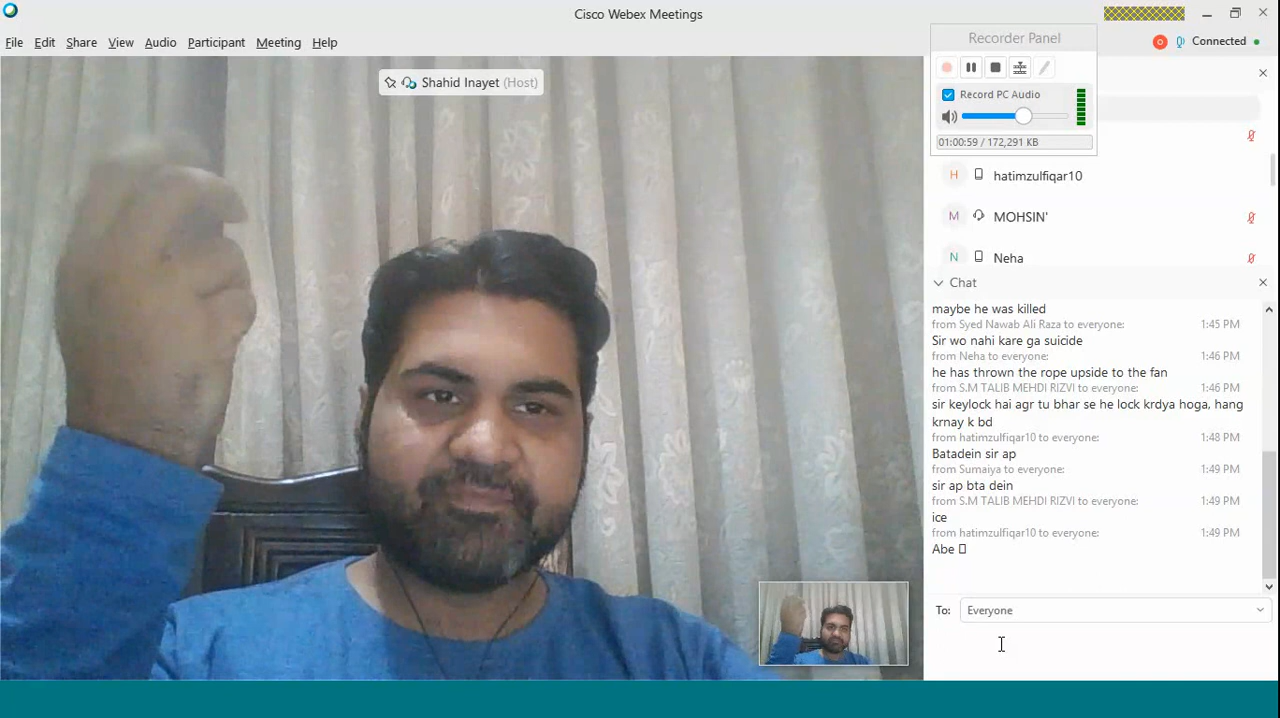 Cisco Webex Meetings
File Edit Share View Audio Participant Meeting Help
Recorder Panel
Connected
Shahid Inayet (Host)
Record PC Audio
01:00:59 / 172,291 KB
H hatimzulfiqar10
M MOHSIN'
N Neha
Chat
maybe he was killed
from Syed Nawab Ali Raza to everyone: 1:45 PM
Sir wo nahi kare ga suicide
from Neha to everyone: 1:46 PM
he has thrown the rope upside to the fan
from S.M TALIB MEHDI RIZVI to everyone: 1:46 PM
sir keylock hai agr tu bhar se he lock krdya hoga, hang
krnay k bd
from hatimzulfiqar10 to everyone: 1:48 PM
Batadein sir ap
from Sumaiya to everyone: 1:49 PM
sir ap bta dein
from S.M TALIB MEHDI RIZVI to everyone: 1:49 PM
ice
from hatimzulfiqar10 to everyone: 1:49 PM
Abe
To: Everyone